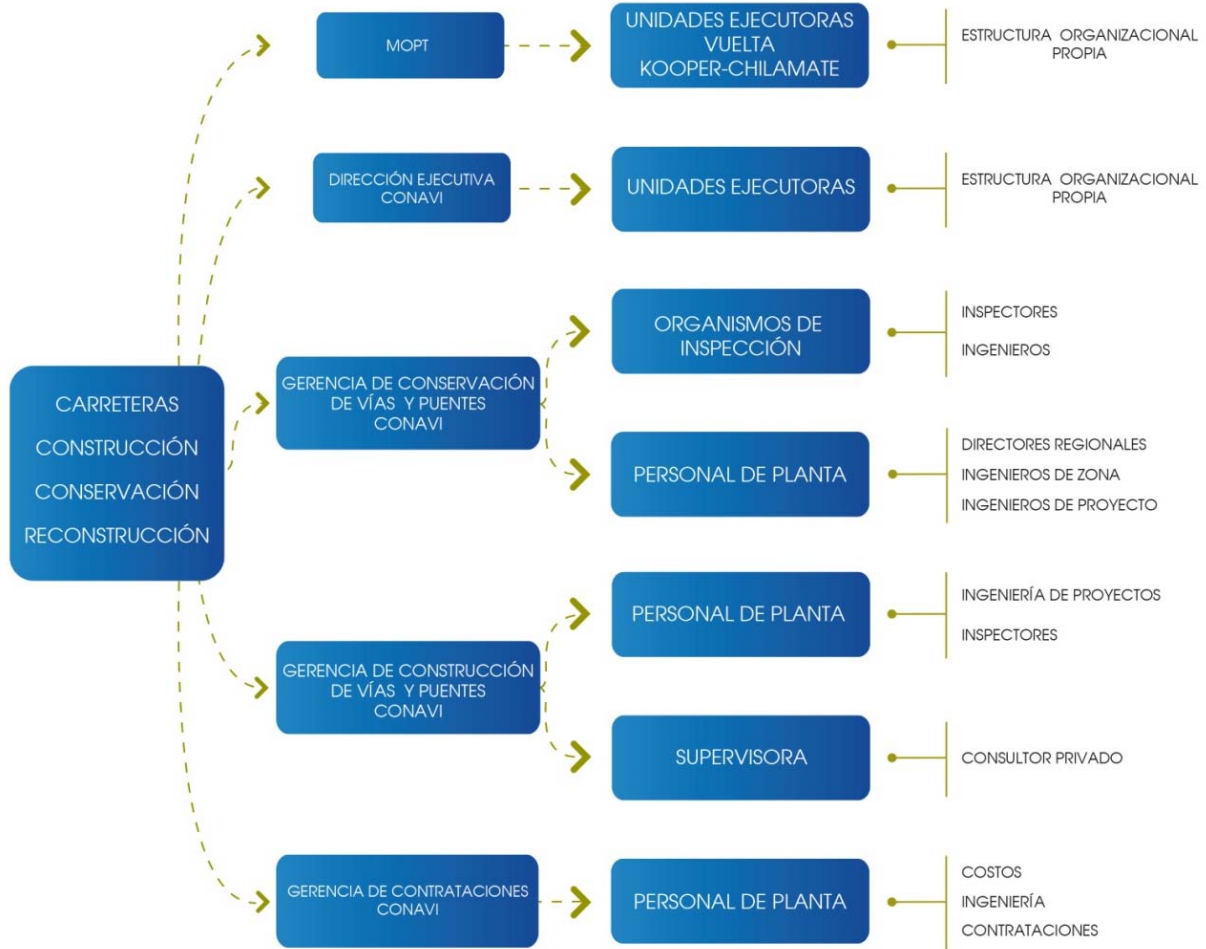 CARRETERAS
CONSTRUCCIÓN
CONSERVACIÓN
RECONSTRUCCIÓN
MOPT
UNIDADES EJECUTORAS
VUELTA
KOOPER-CHILAMATE
ESTRUCTURA ORGANIZACIONAL
PROPIA
DIRECCIÓN EJECUTIVA
CONAVI
UNIDADES EJECUTORAS
ESTRUCTURA ORGANIZACIONAL
PROPIA
GERENCIA DE CONSERVACIÓN
DE VÍAS Y PUENTES
CONAVI
ORGANISMOS DE
INSPECCIÓN
INSPECTORES
INGENIEROS
PERSONAL DE PLANTA
DIRECTORES REGIONALES
INGENIEROS DE ZONA
INGENIEROS DE PROYECTO
GERENCIA DE CONSTRUCCIÓN
DE VÍAS Y PUENTES
CONAVI
PERSONAL DE PLANTA
INGENIERÍA DE PROYECTOS
INSPECTORES
SUPERVISORA
CONSULTOR PRIVADO
GERENCIA DE CONTRATACIONES
CONAVI
PERSONAL DE PLANTA
COSTOS
INGENIERÍA
CONTRATACIONES